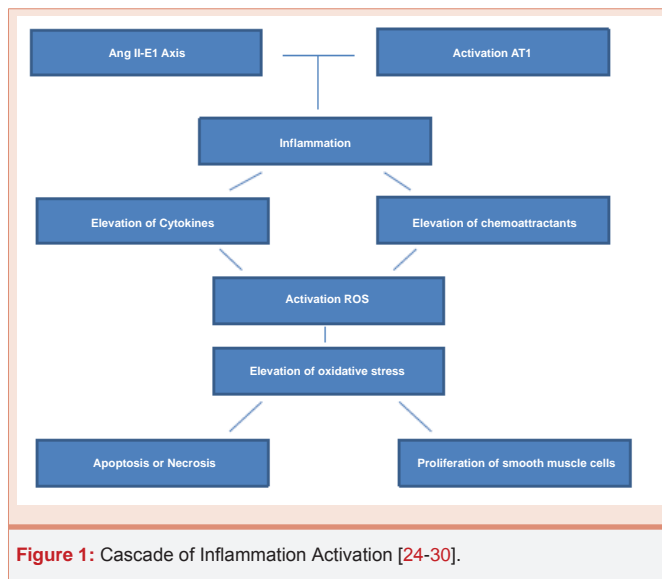 Ang II-E1 Axis
Activation AT1
Inflammation
Elevation of Cytokines
Elevation of chemoattractants
Activation ROS
Elevation of oxidative stress
Apoptosis or Necrosis
Proliferation of smooth muscle cells
Figure 1: Cascade of Inflammation Activation [24-30].